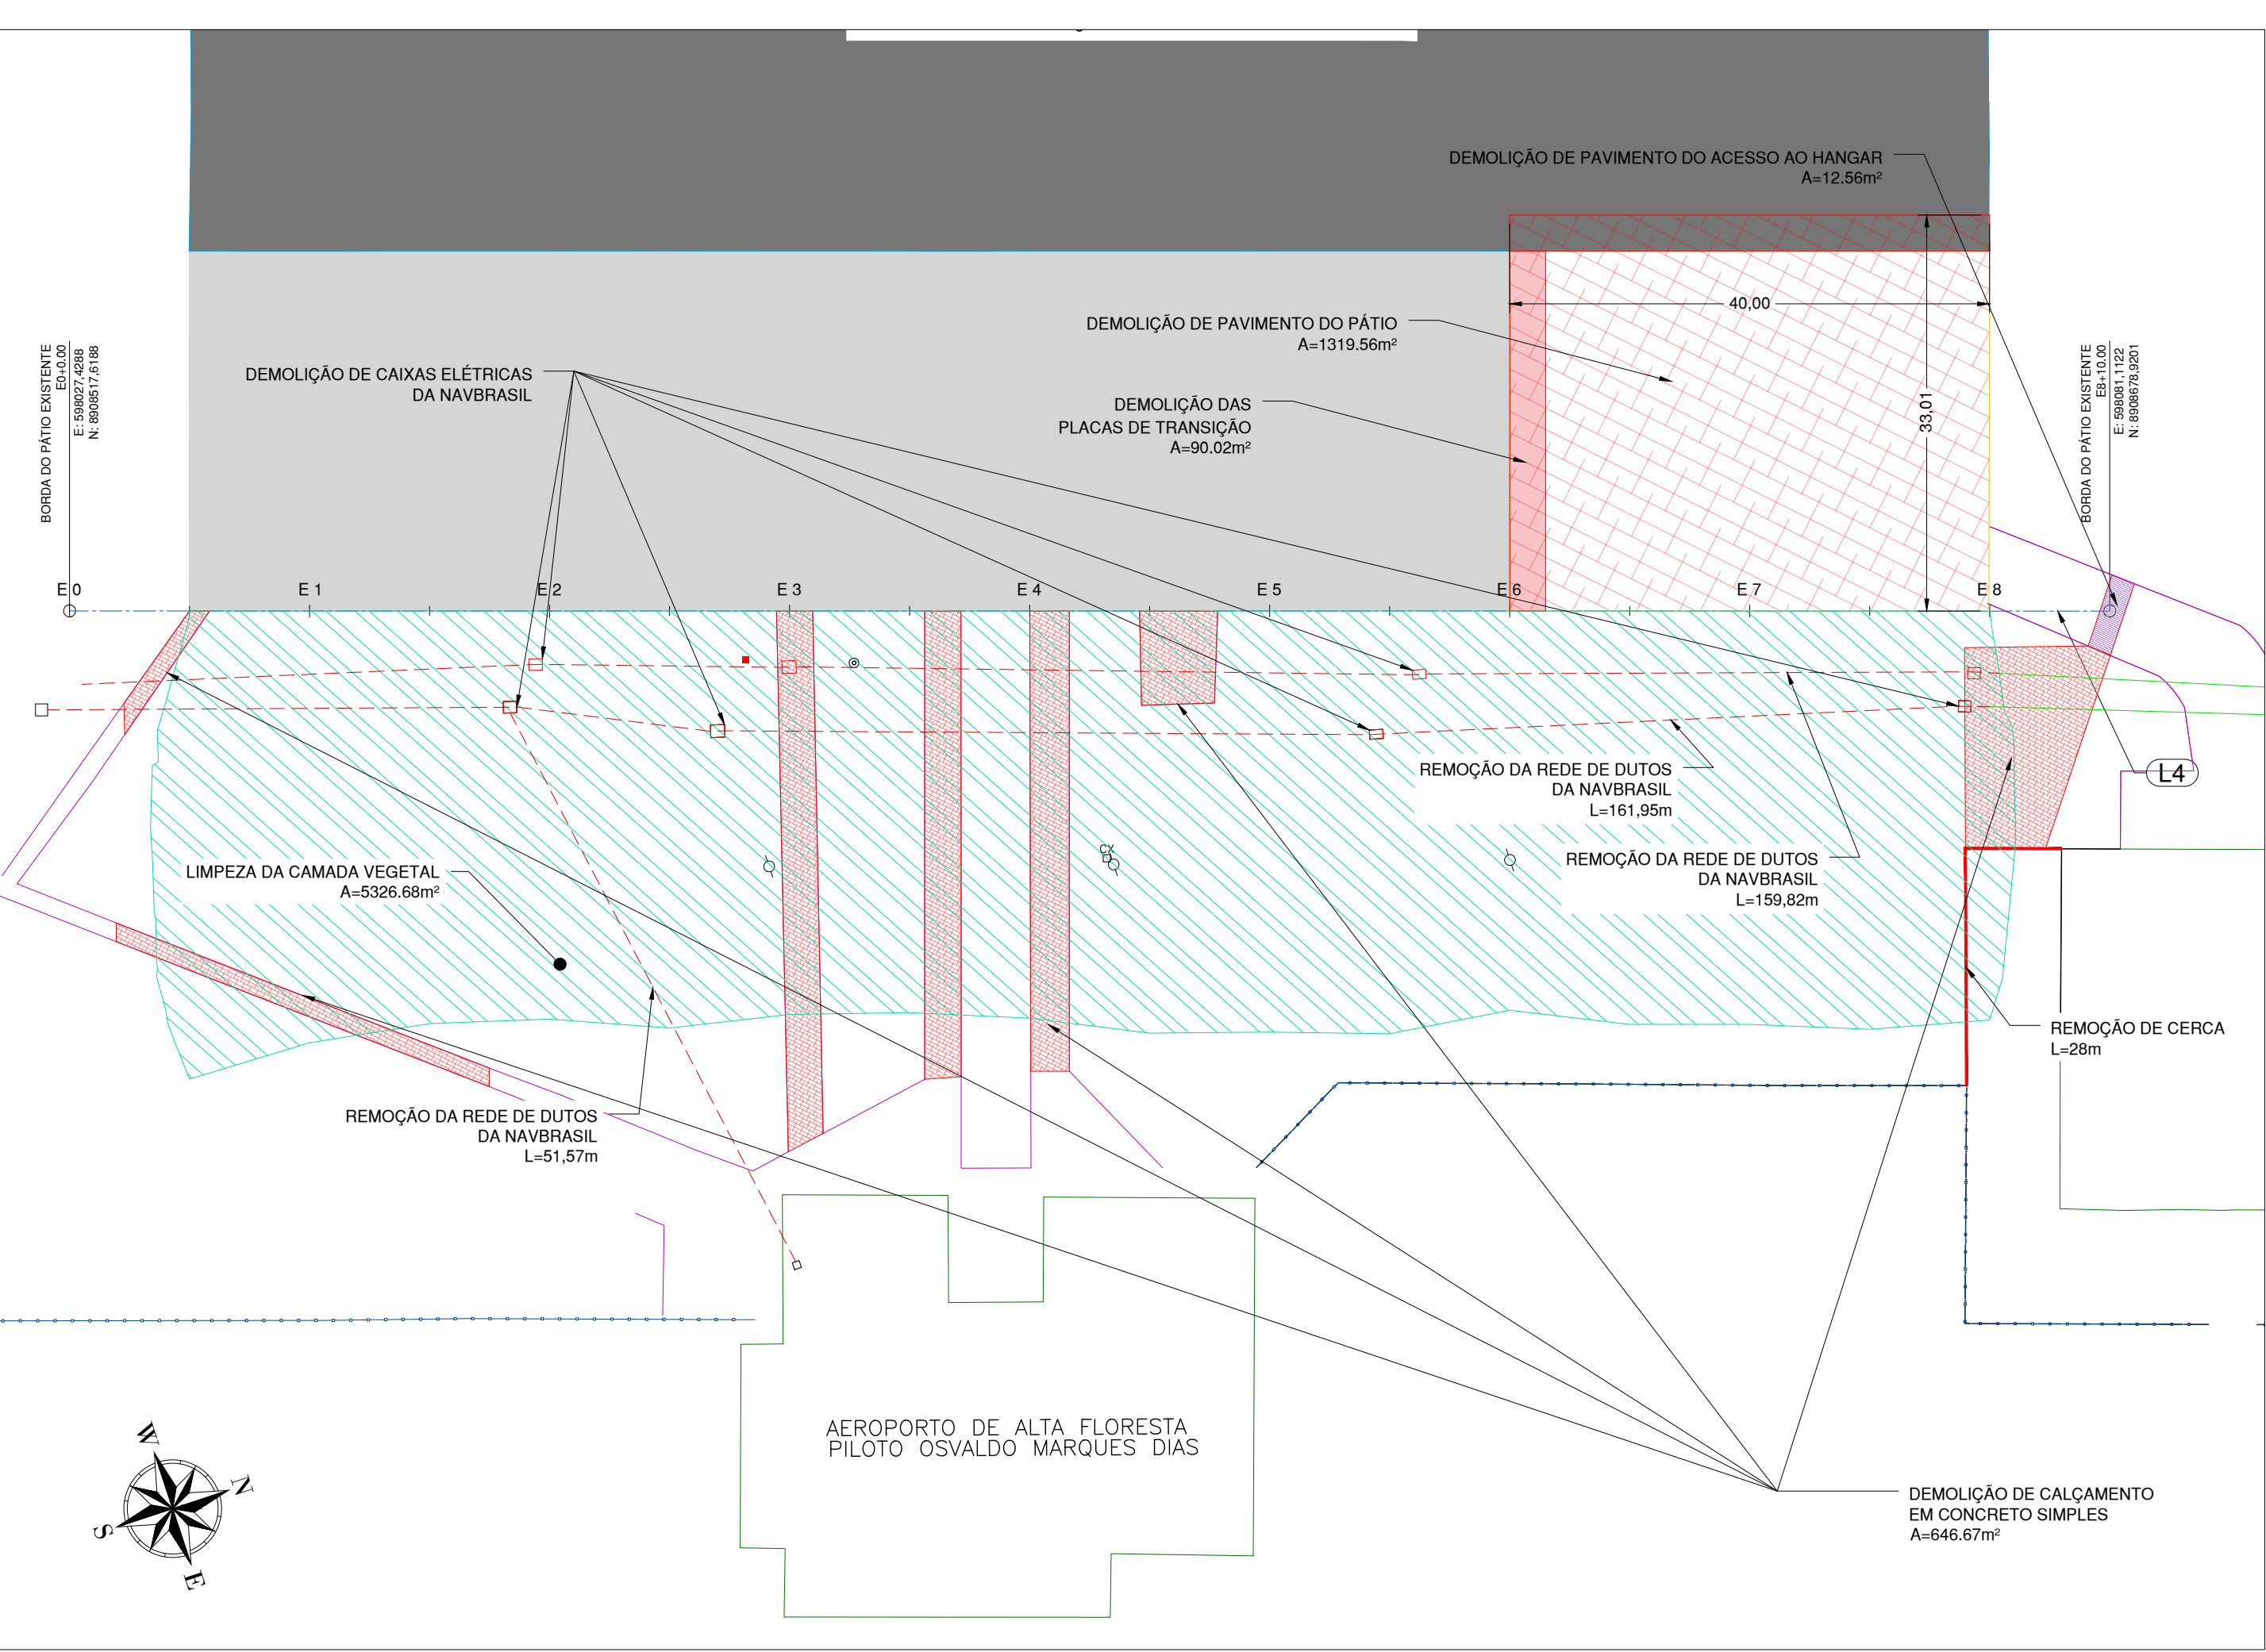 DEMOLIÇÃO DE PAVIMENTO DO ACESSO AO HANGAR
A=12.56m²
40,00
DEMOLIÇÃO DE PAVIMENTO DO PÁTIO
A=1319.56m²
33,01
DEMOLIÇÃO DAS
PLACAS DE TRANSIÇÃO
A=90.02m²
DEMOLIÇÃO DE CAIXAS ELÉTRICAS
DA NAVBRASIL
BORDA DO PÁTIO EXISTENTE
E0+0.00
E: 598027,4288
N: 8908517,6188
BORDA DO PÁTIO EXISTENTE
E8+10.00
E: 598081,1122
N: 8908678,9201
E 0
E 1
E 2
E 3
E 4
E 5
E 6
E 7
E 8
REMOÇÃO DA REDE DE DUTOS
DA NAVBRASIL
L=161,95m
L4
CX
REMOÇÃO DA REDE DE DUTOS
DA NAVBRASIL
L=159,82m
LIMPEZA DA CAMADA VEGETAL
A=5326.68m²
REMOÇÃO DE CERCA
L=28m
REMOÇÃO DA REDE DE DUTOS
DA NAVBRASIL
L=51,57m
AEROPORTO DE ALTA FLORESTA
PILOTO OSVALDO MARQUES DIAS
W
N
S
E
DEMOLIÇÃO DE CALÇAMENTO
EM CONCRETO SIMPLES
A=646.67m²